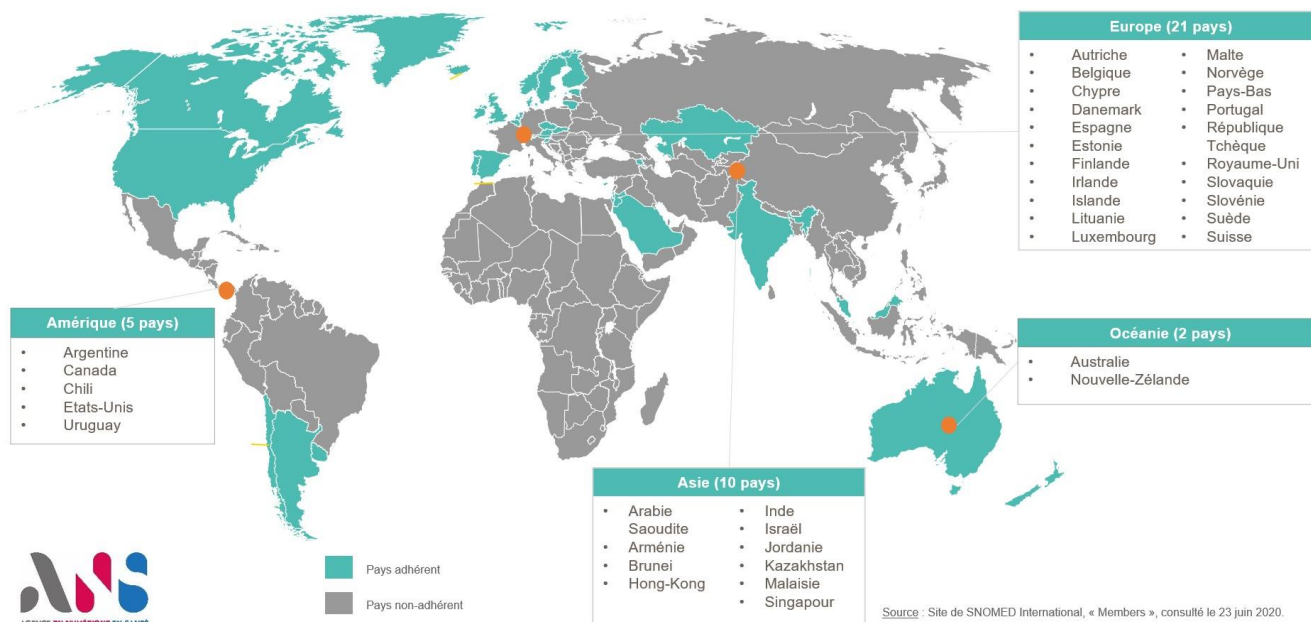 Europe (21 pays)
• Autriche
• Belgique
• Chypre
• Danemark
• Espagne
• Estonie
• Finlande
• Irlande
• Islande
• Lituanie
• Luxembourg
• Malte
• Norvège
• Pays-Bas
• Portugal
• République
Tchèque
• Royaume-Uni
• Slovaquie
• Slovénie
• Suède
• Suisse
Amérique (5 pays)
• Argentine
• Canada
• Chili
• Etats-Unis
• Uruguay
Océanie (2 pays)
• Australie
• Nouvelle-Zélande
Asie (10 pays)
• Arabie
Saoudite
• Arménie
• Brunei
• Hong-Kong
• Inde
• Israël
• Jordanie
• Kazakhstan
• Malaisie
• Singapour
Pays adhérent
Pays non-adhérent
ANS
Source : Site de SNOMED International, « Members », consulté le 23 juin 2020.